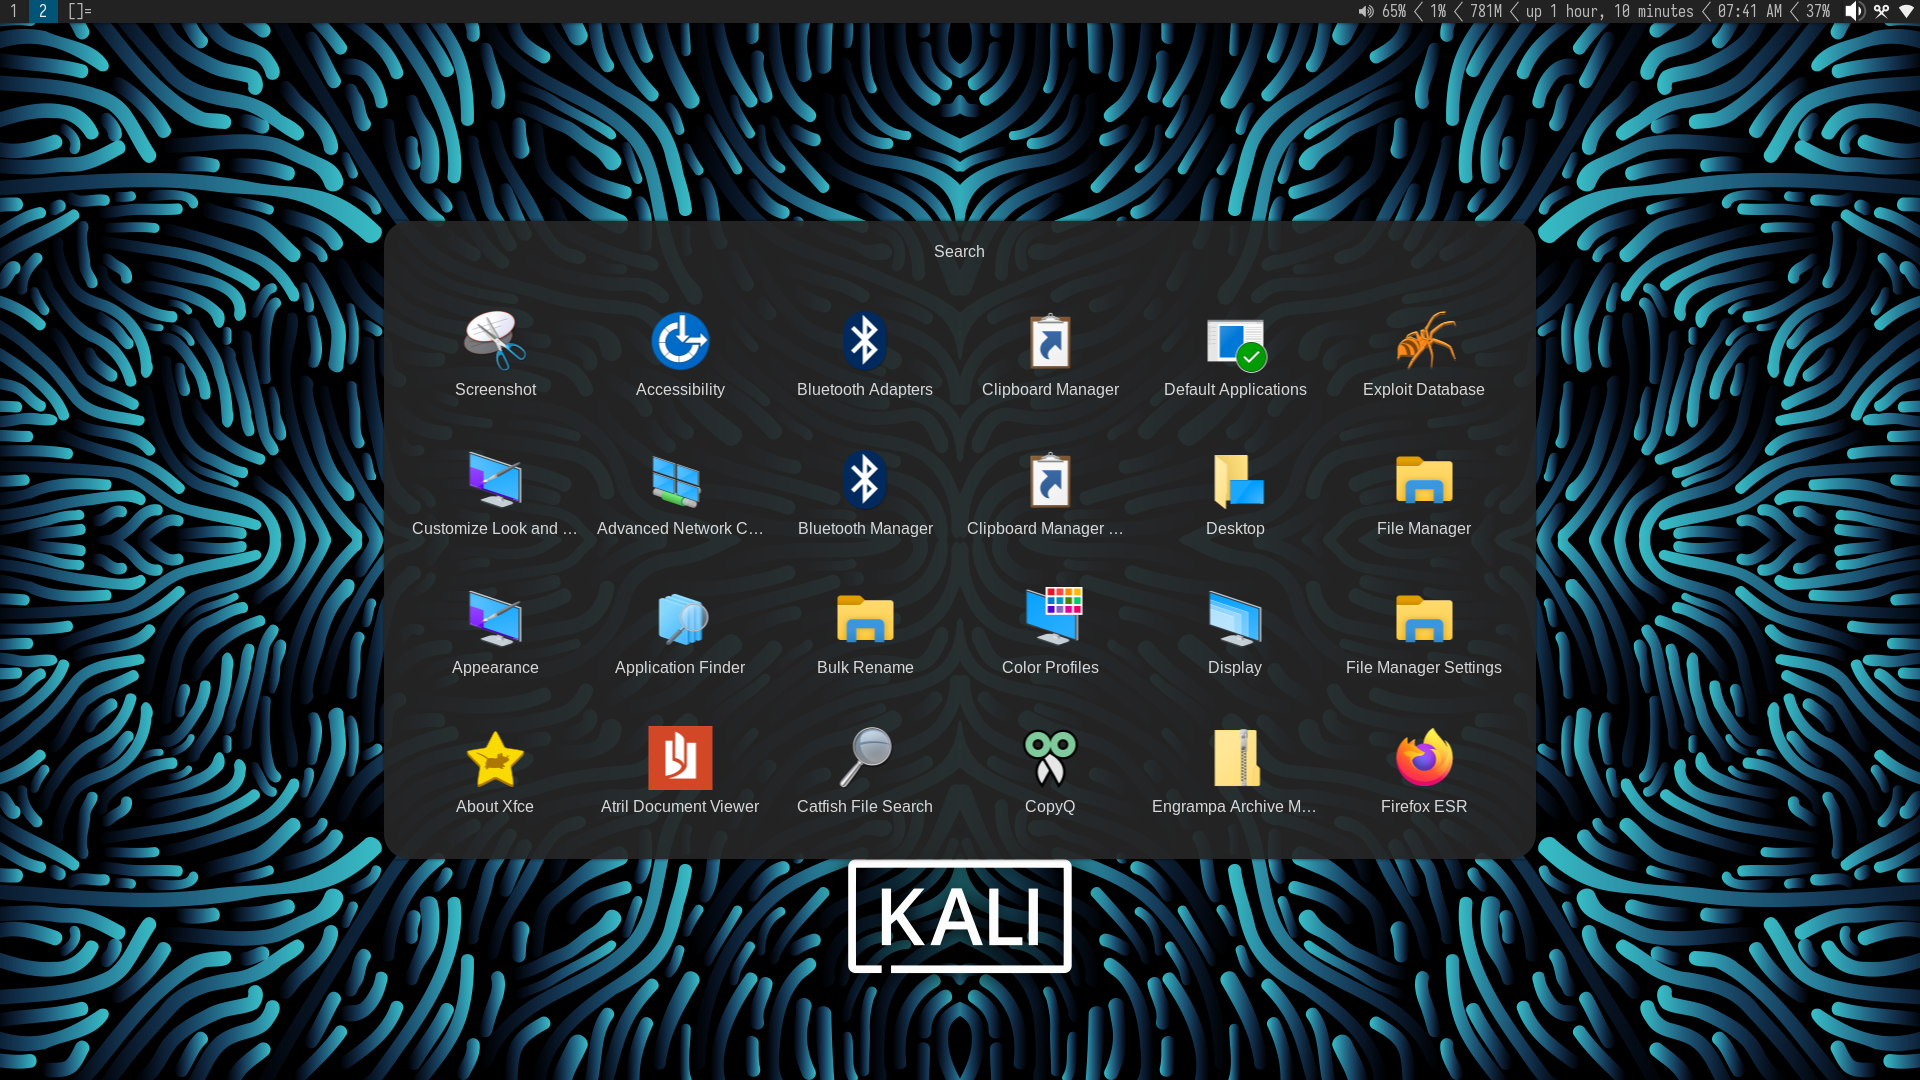 1 2 []= 65% 1% 781M up 1 hour, 10 minutes 07:41 AM 37%
Search
Screenshot Accessibility Bluetooth Adapters Clipboard Manager Default Applications Exploit Database
Customize Look and … Advanced Network C… Bluetooth Manager Clipboard Manager … Desktop File Manager
Appearance Application Finder Bulk Rename Color Profiles Display File Manager Settings
About Xfce Atril Document Viewer Catfish File Search CopyQ Engrampa Archive M… Firefox ESR
KALI